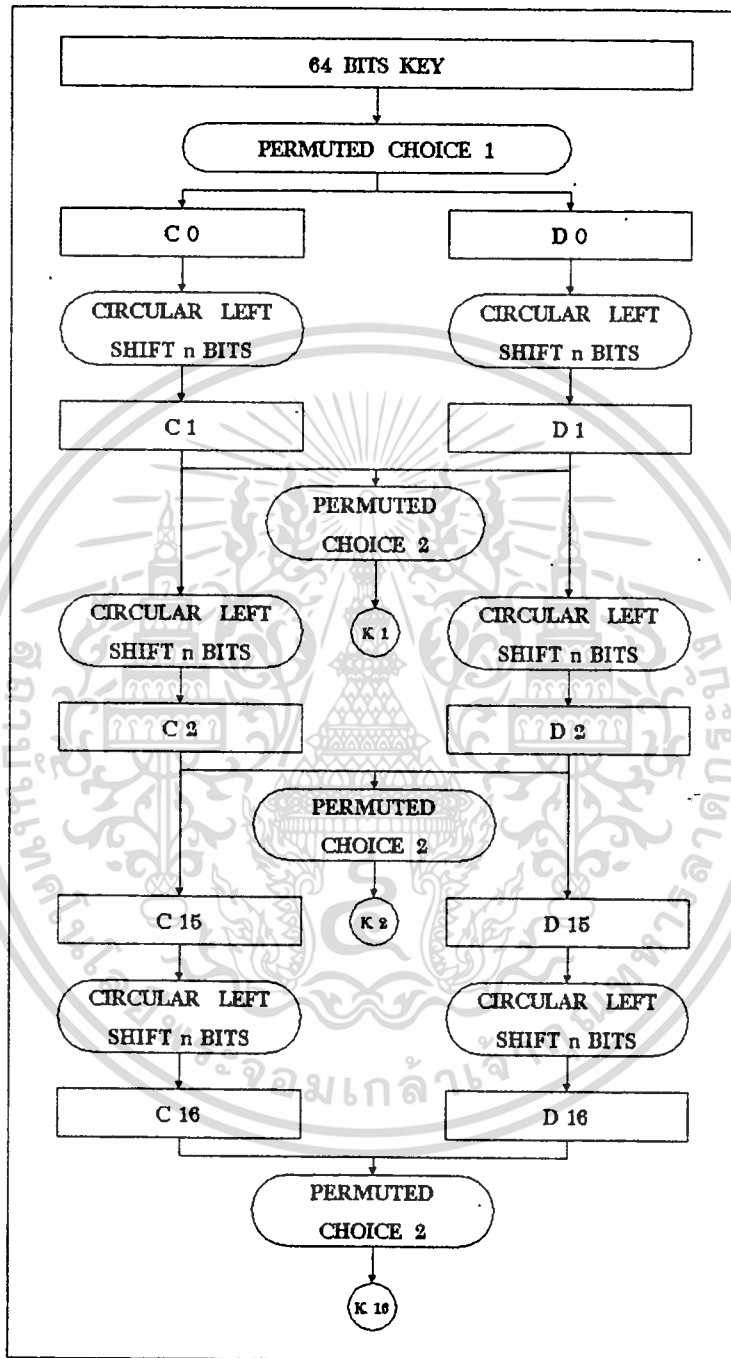 64 BITS KEY
PERMUTED CHOICE 1
C 0
D 0
CIRCULAR LEFT
SHIFT n BITS
CIRCULAR LEFT
SHIFT n BITS
C 1
D 1
PERMUTED
CHOICE 2
CIRCULAR LEFT
SHIFT n BITS
K 1
CIRCULAR LEFT
SHIFT n BITS
C 2
D 2
PERMUTED
CHOICE 2
C 15
K 2
D 15
CIRCULAR LEFT
SHIFT n BITS
CIRCULAR LEFT
SHIFT n BITS
C 16
D 16
PERMUTED
CHOICE 2
K 16